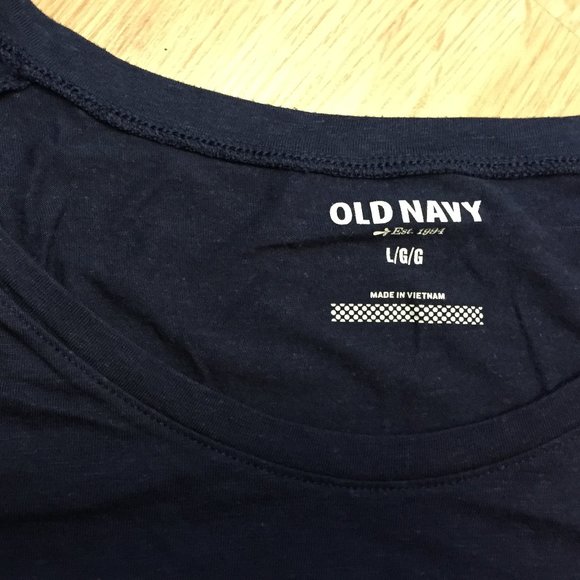 OLD NAVY
Est. 1994
L/G/G
MADE IN VIETNAM